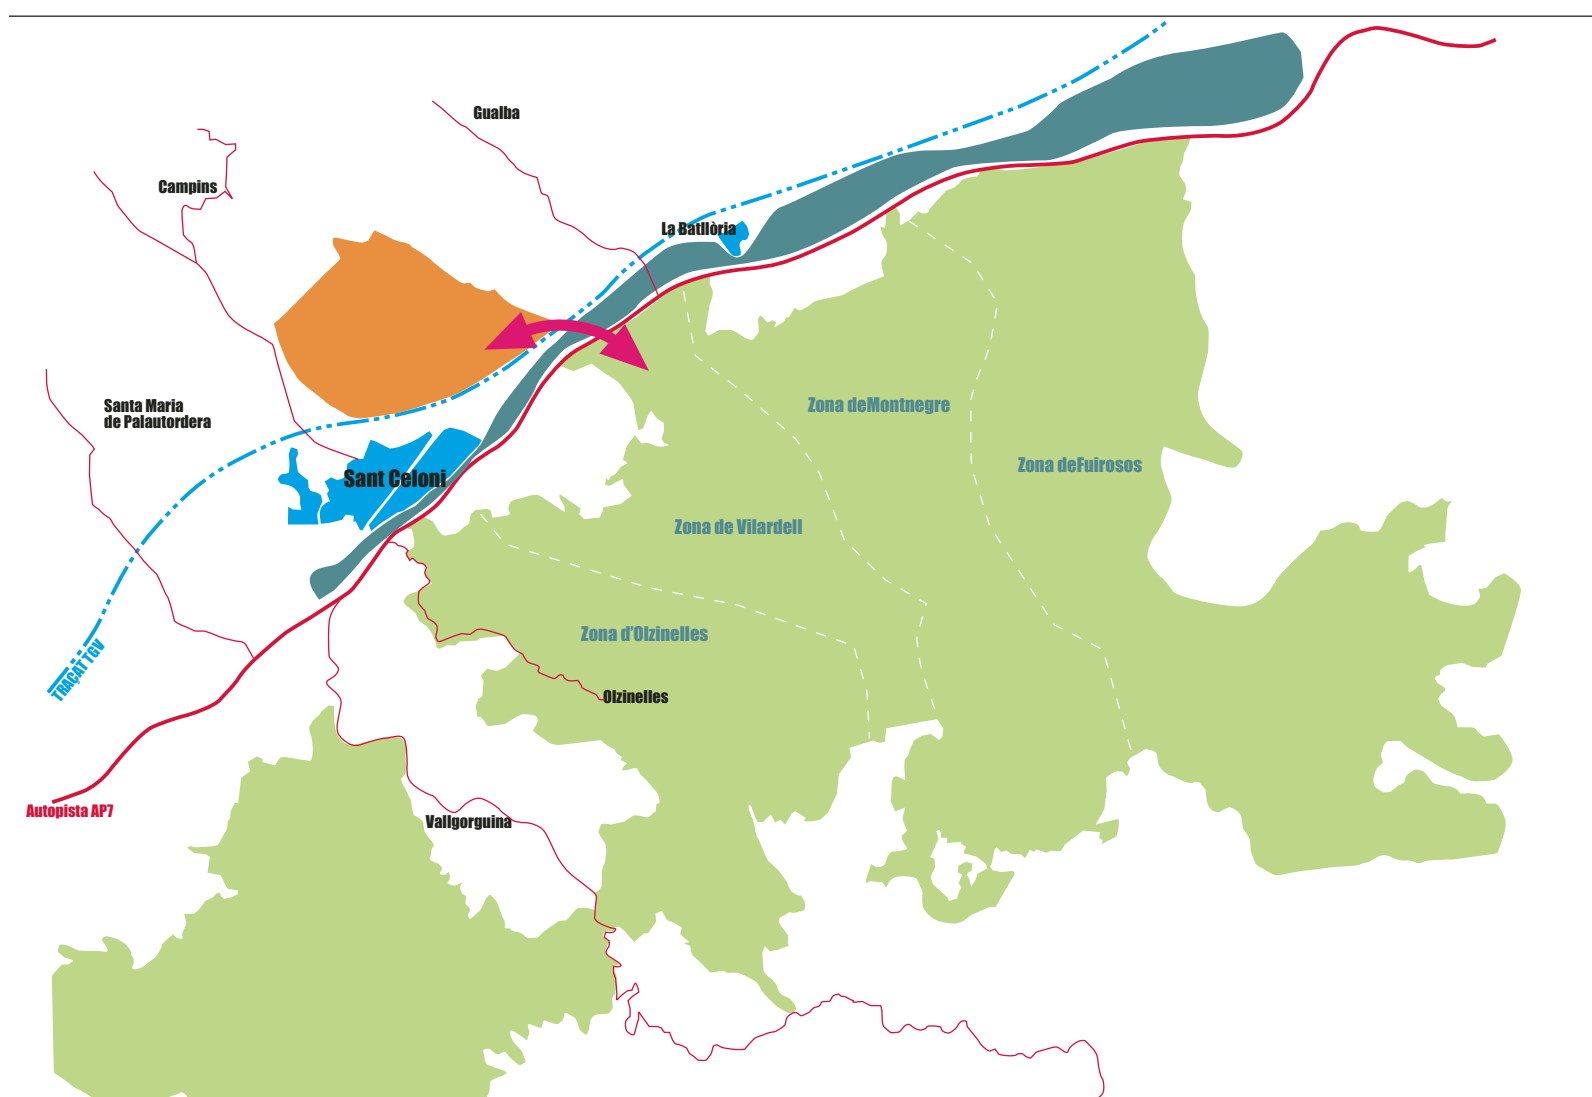 Gualba
Campins
La Batllòria
Santa Maria
de Palautordera
Zona deMontnegre
Zona deFuirosos
Sant Celoni
Zona de Vilardell
Zona d'Olzinelles
TRAÇAT TGV
Olzinelles
Autopista AP7
Vallgorguina